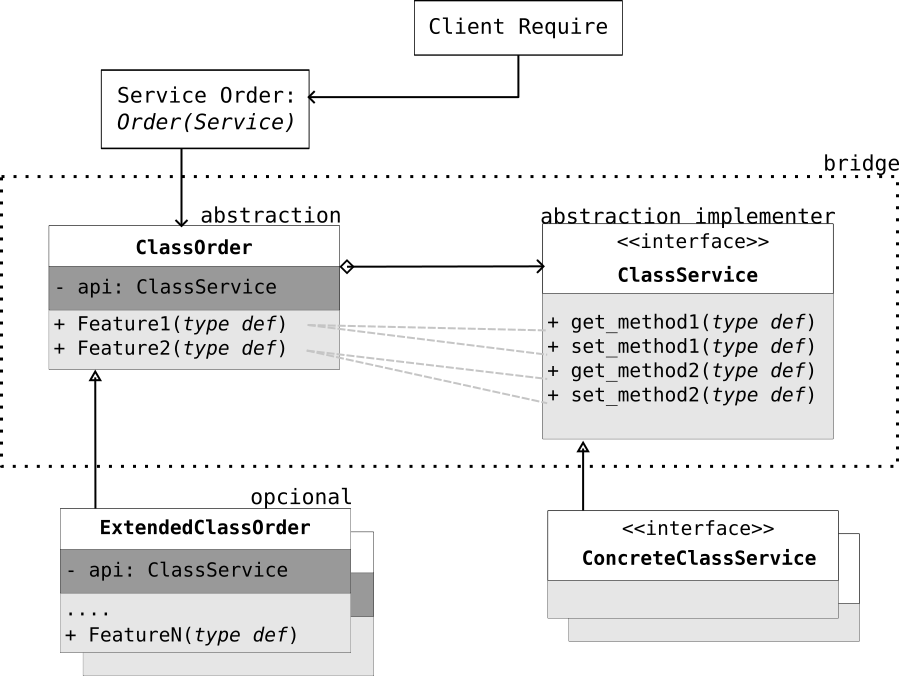 Client Require
Service Order:
Order(Service)
bridge
abstraction
ClassOrder
- api: ClassService
+ Feature1(type def)
+ Feature2(type def)
abstraction implementer
<<interface>>
ClassService
+ get_method1(type def)
+ set_method1(type def)
+ get_method2(type def)
+ set_method2(type def)
opcional
ExtendedClassOrder
- api: ClassService
....
+ FeatureN(type def)
<<interface>>
ConcreteClassService